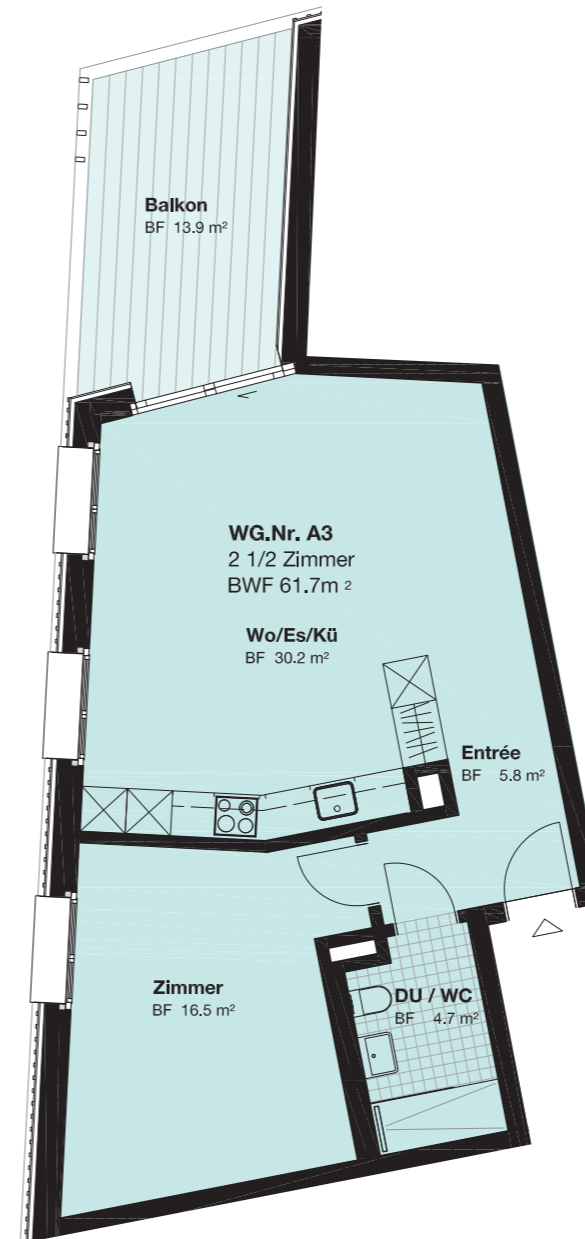 Balkon
BF 13.9 m²
WG.Nr. A3
2 1/2 Zimmer
BWF 61.7m ²
Wo/Es/Kü
BF 30.2 m²
Entrée
BF 5.8 m²
Zimmer
BF 16.5 m²
DU / WC
BF 4.7 m²